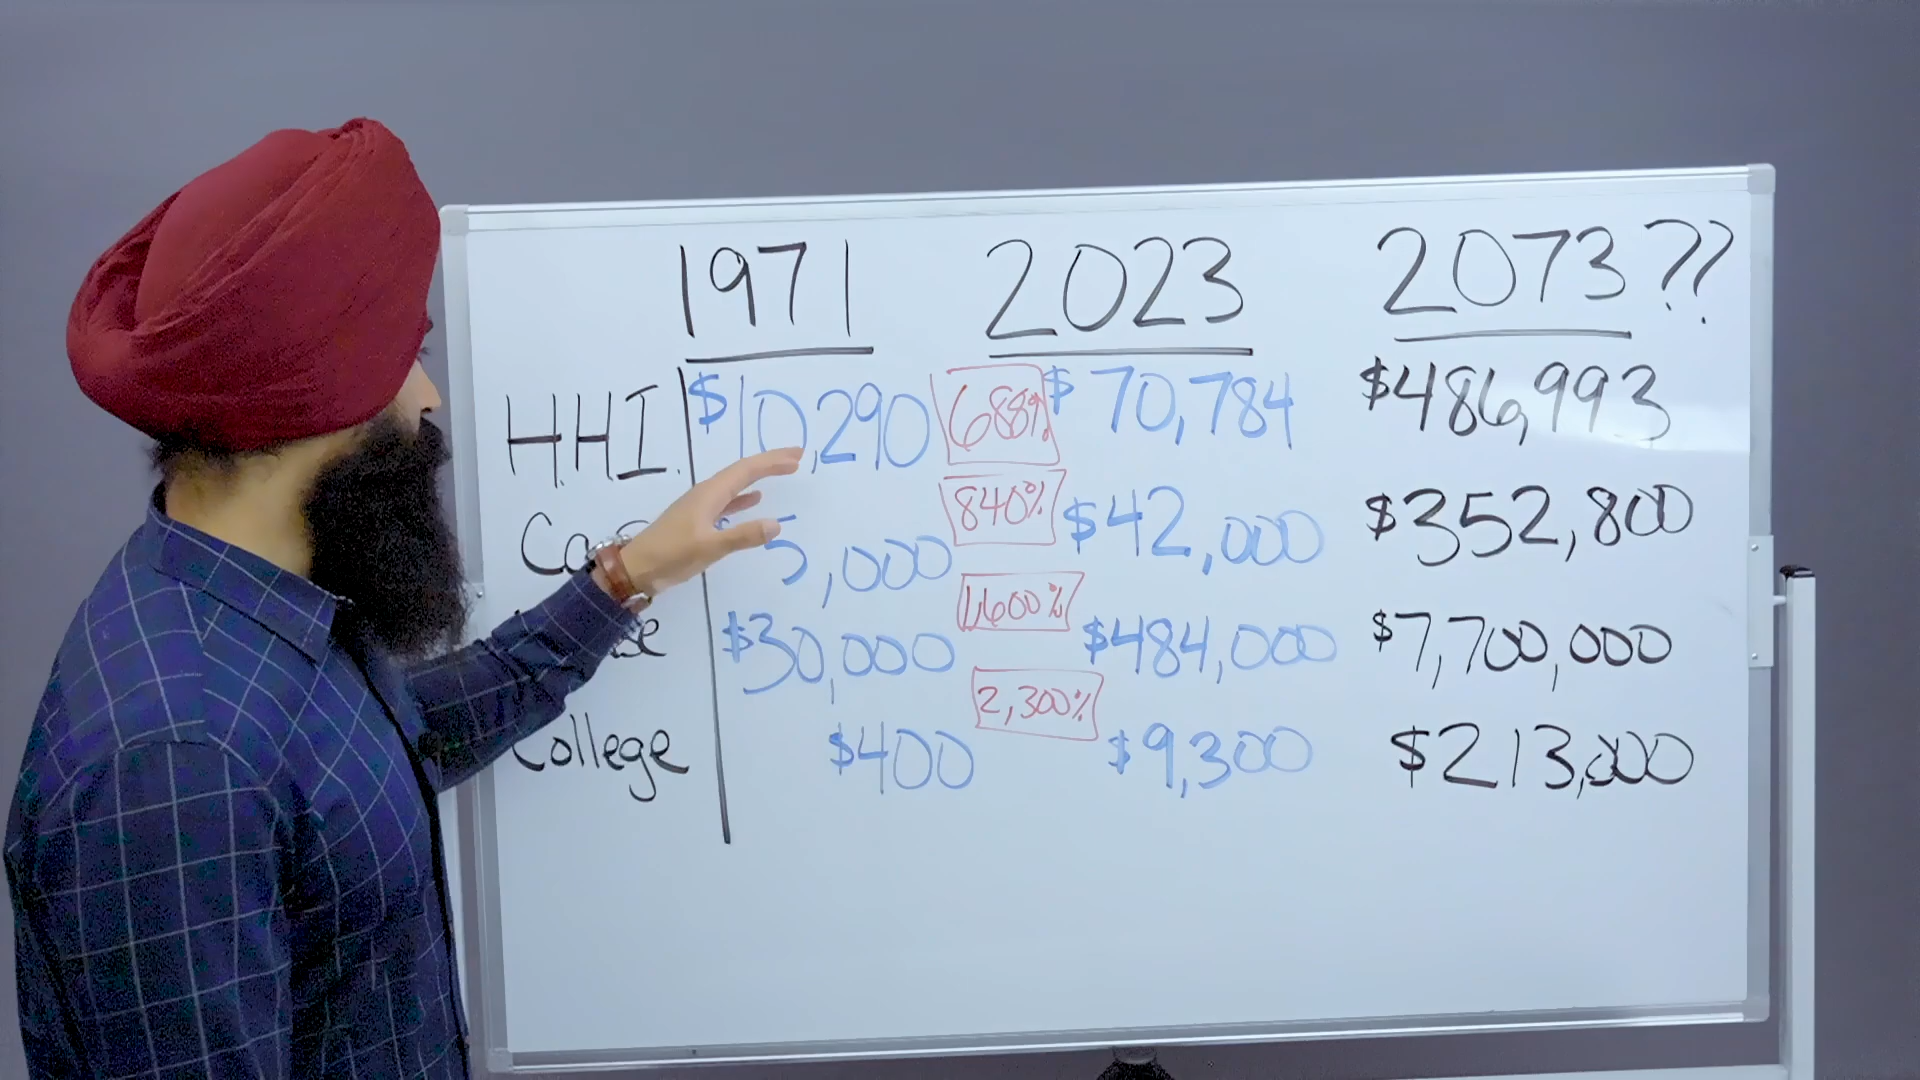 1971 2023 2073??
H.H.I. $10,290 688% $70,784 $486,993
5,000 840% $42,000 $352,800
$30,000 1,600% $484,000 $7,700,000
College $400 2,300% $9,300 $213,000